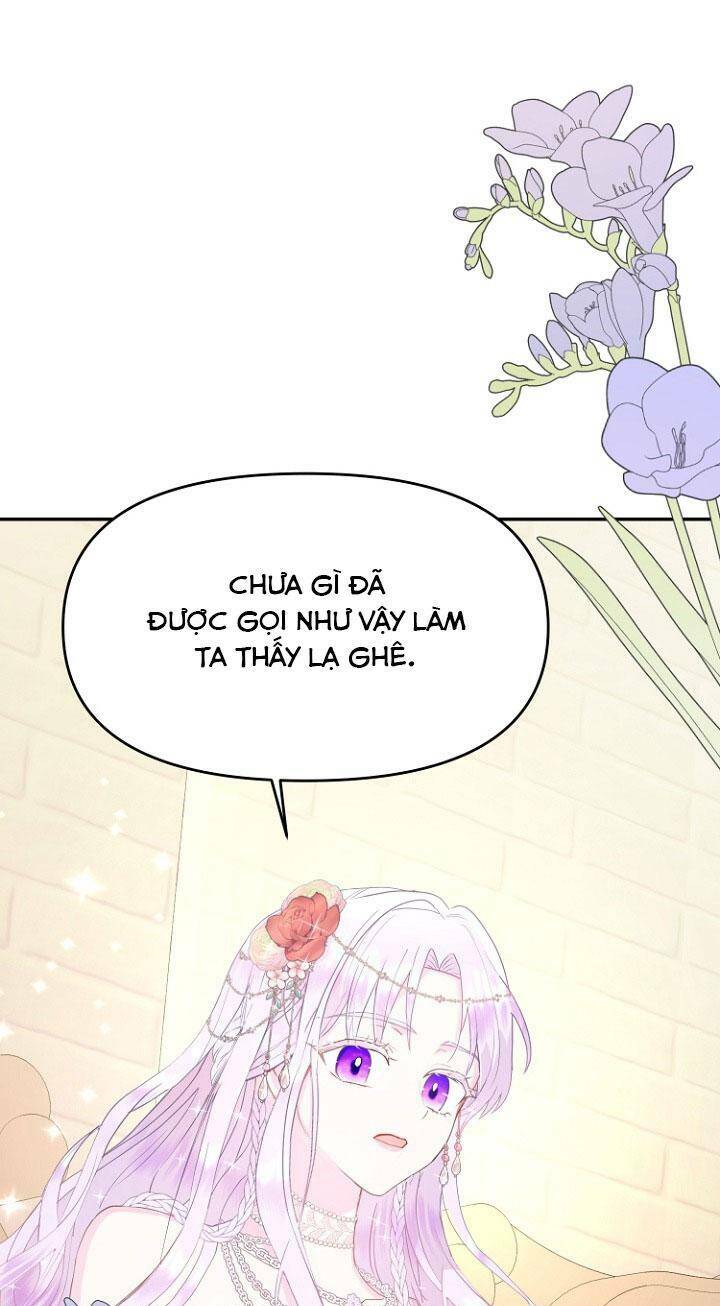 CHƯA GÌ ĐÃ
ĐƯỢC GỌI NHƯ VẬY LÀM
TA THẤY LẠ GHÊ.